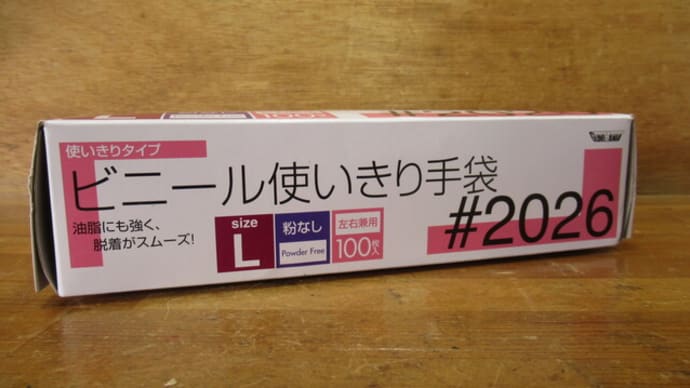 使いきりタイプ
ビニール使いきり手袋
油脂にも強く、
脱着がスムーズ!
size
L
粉なし
Powder Free
左右兼用
100枚入
#2026